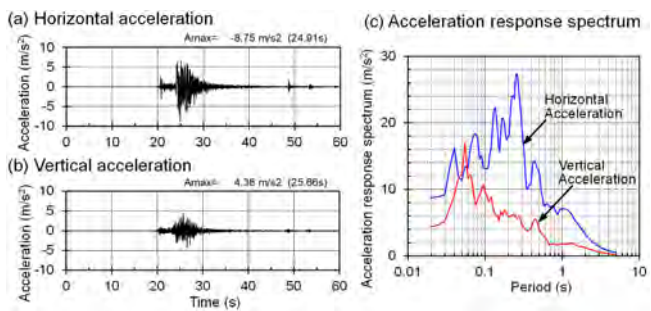 (a) Horizontal acceleration
Amax= -8.75 m/s2 (24.91s)
Acceleration (m/s²)
10
5
0
-5
-10
0 10 20 30 40 50 60
(b) Vertical acceleration
Amax= 4.38 m/s2 (25.86s)
Acceleration (m/s²)
10
5
0
-5
-10
0 10 20 30 40 50 60
Time (s)
(c) Acceleration response spectrum
Acceleration response spectrum (m/s²)
30
20
10
0
Horizontal
Acceleration
Vertical
Acceleration
0.01 0.1 1 10
Period (s)